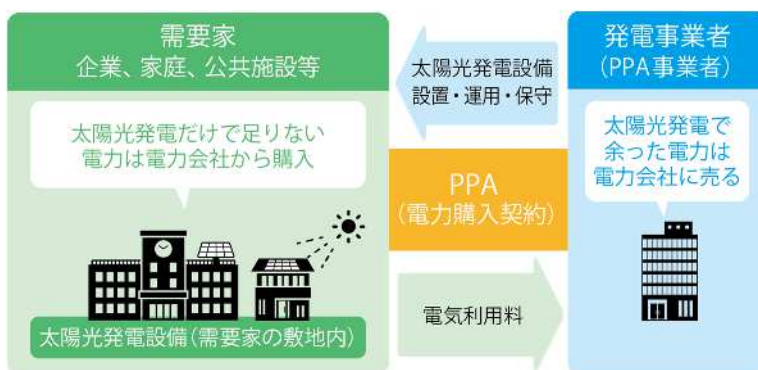 需要家
企業、家庭、公共施設等
太陽光発電だけで足りない
電力は電力会社から購入
太陽光発電設備(需要家の敷地内)
太陽光発電設備
設置・運用・保守
PPA
(電力購入契約)
電気利用料
発電事業者
(PPA事業者)
太陽光発電で
余った電力は
電力会社に売る